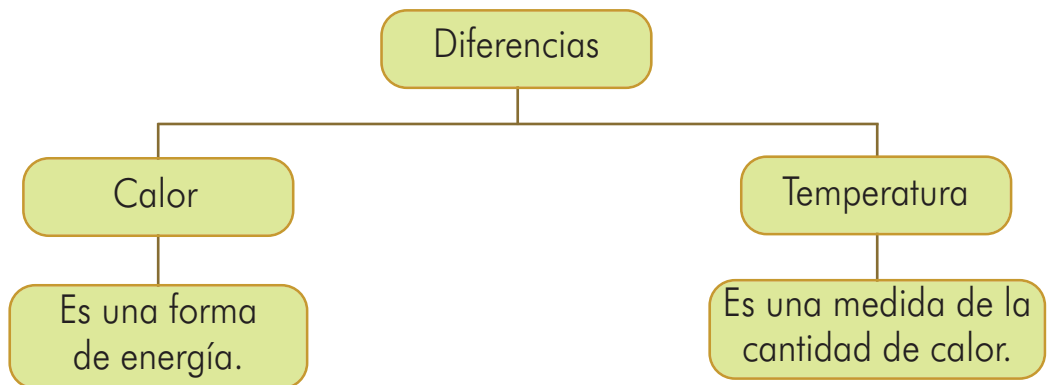 Diferencias
Calor
Temperatura
Es una forma
de energía.
Es una medida de la
cantidad de calor.